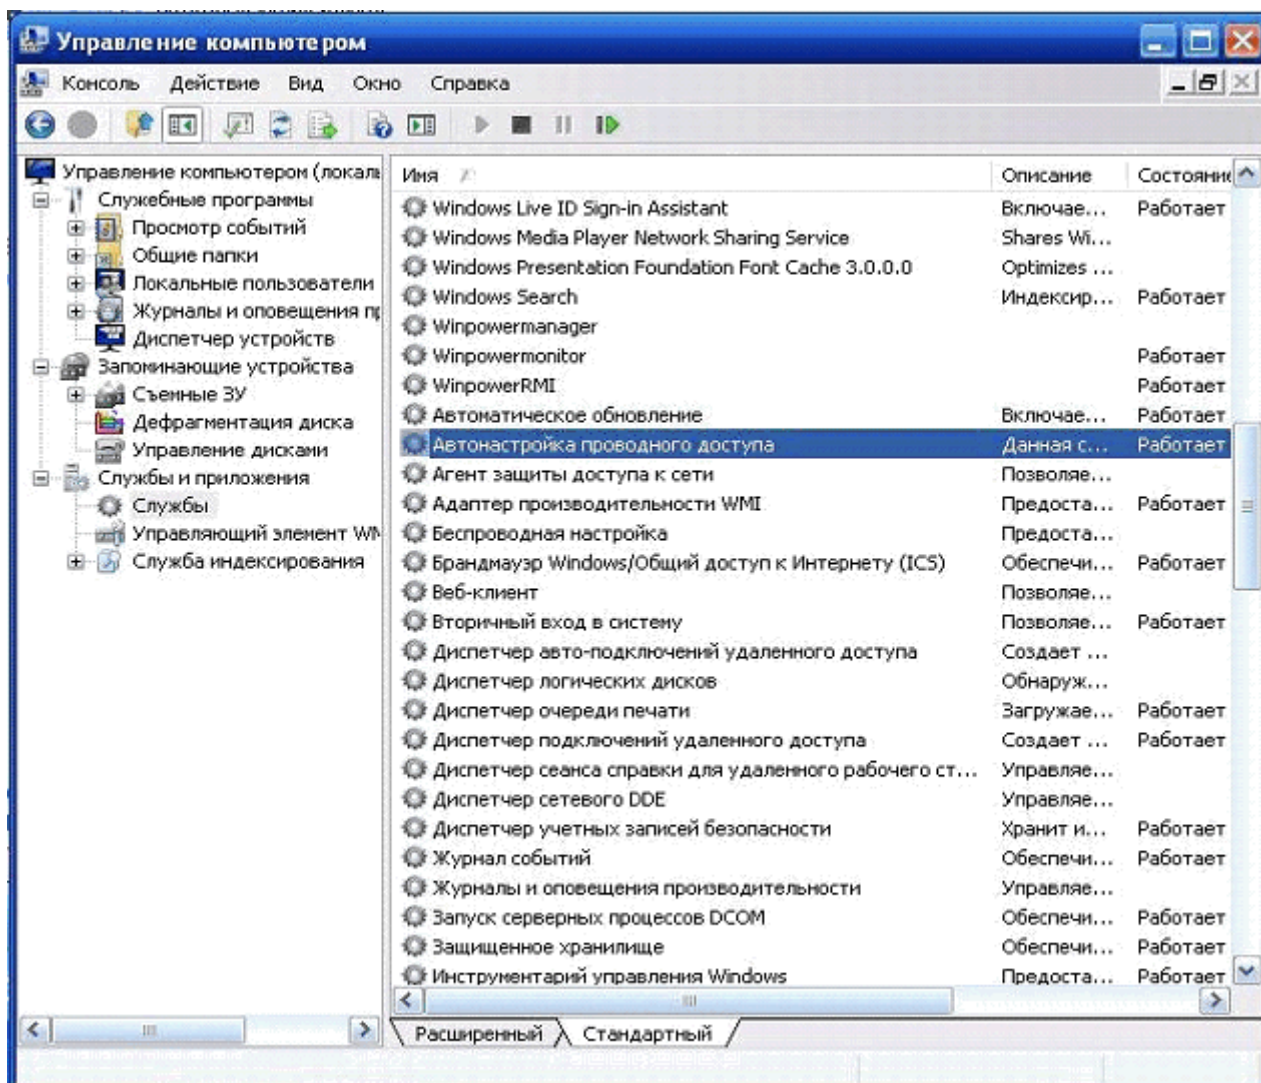 Управление компьютером
Консоль Действие Вид Окно Справка
Управление компьютером (локаль
Служебные программы
Просмотр событий
Общие папки
Локальные пользователи
Журналы и оповещения пр
Диспетчер устройств
Запоминающие устройства
Съемные ЗУ
Дефрагментация диска
Управление дисками
Службы и приложения
Службы
Управляющий элемент WM
Служба индексирования
Имя Описание Состояние
Windows Live ID Sign-in Assistant Включае... Работает
Windows Media Player Network Sharing Service Shares Wi...
Windows Presentation Foundation Font Cache 3.0.0.0 Optimizes ...
Windows Search Индексир... Работает
Winpowermanager
Winpowermonitor Работает
WinpowerRMI Работает
Автоматическое обновление Включае... Работает
Автонастройка проводного доступа Данная с... Работает
Агент защиты доступа к сети Позволяе...
Адаптер производительности WMI Предоста... Работает
Беспроводная настройка Предоста...
Брандмауэр Windows/Общий доступ к Интернету (ICS) Обеспечи... Работает
Веб-клиент Позволяе...
Вторичный вход в систему Позволяе... Работает
Диспетчер авто-подключений удаленного доступа Создает ...
Диспетчер логических дисков Обнаруж...
Диспетчер очереди печати Загружае... Работает
Диспетчер подключений удаленного доступа Создает ... Работает
Диспетчер сеанса справки для удаленного рабочего ст... Управляе...
Диспетчер сетевого DDE Управляе...
Диспетчер учетных записей безопасности Хранит и... Работает
Журнал событий Обеспечи... Работает
Журналы и оповещения производительности Управляе...
Запуск серверных процессов DCOM Обеспечи... Работает
Защищенное хранилище Обеспечи... Работает
Инструментарий управления Windows Предоста... Работает
Расширенный Стандартный